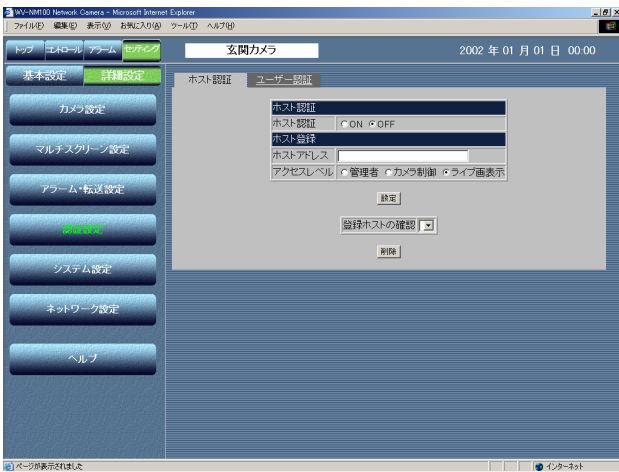 WV-NM100 Network Camera - Microsoft Internet Explorer
ファイル(F) 編集(E) 表示(V) お気に入り(A) ツール(T) ヘルプ(H)
トップ コントロール アラーム セッティング 玄関カメラ 2002 年 01 月 01 日 00:00
基本設定 詳細設定
ホスト認証 ユーザー認証
カメラ設定
マルチスクリーン設定
アラーム・転送設定
認証設定
システム設定
ネットワーク設定
ヘルプ
ホスト認証
ホスト認証 ON OFF
ホスト登録
ホストアドレス
アクセスレベル 管理者 カメラ制御 ライブ画表示
設定
登録ホストの確認
削除
ページが表示されました インターネット